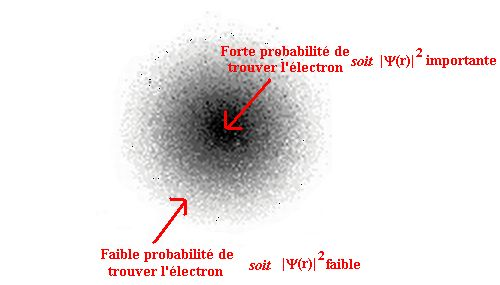 Forte probabilité de
trouver l'électron soit |Ψ(r)|² importante
Faible probabilité de
trouver l'électron soit |Ψ(r)|² faible